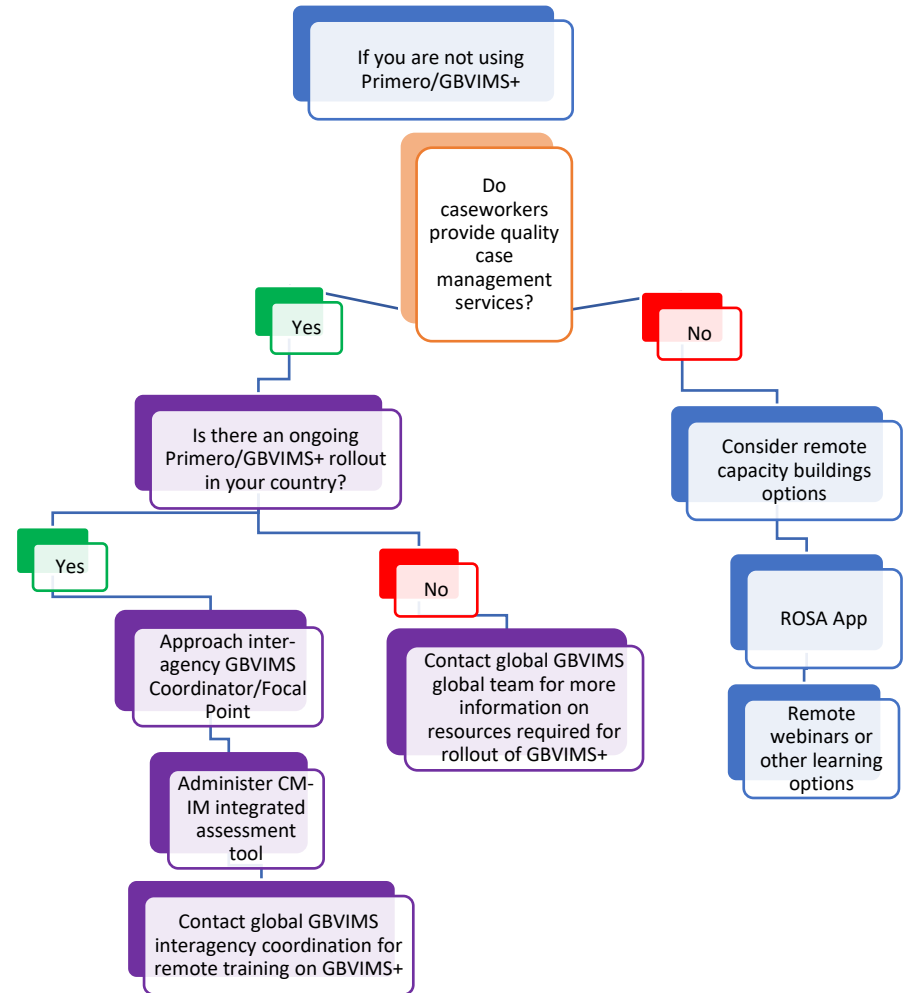 If you are not using
Primero/GBVIMS+
Do
caseworkers
provide quality
case
management
services?
Yes
No
Is there an ongoing
Primero/GBVIMS+ rollout
in your country?
Consider remote
capacity buildings
options
Yes
No
Approach inter-
agency GBVIMS
Coordinator/Focal
Point
Contact global GBVIMS
global team for more
information on
resources required for
rollout of GBVIMS+
ROSA App
Administer CM-
IM integrated
assessment
tool
Remote
webinars or
other learning
options
Contact global GBVIMS
interagency coordination for
remote training on GBVIMS+